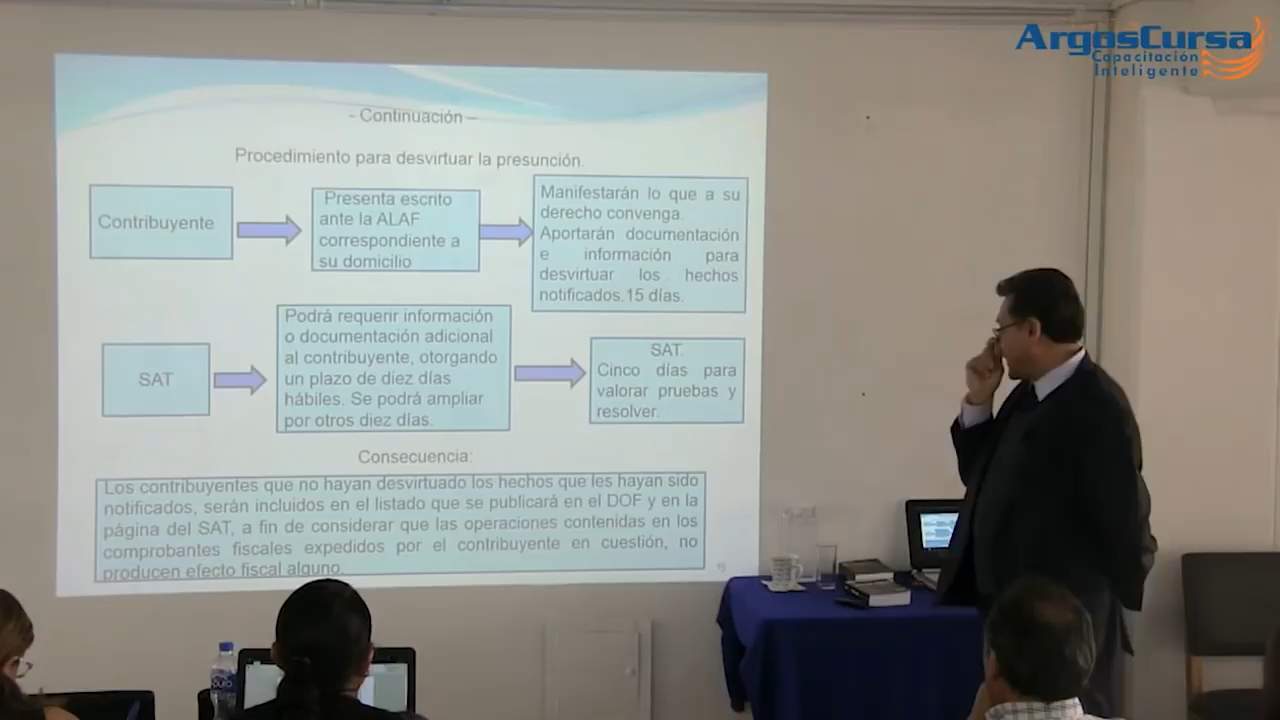 ArgosCursa
Capacitación
Inteligente
- Continuación –
Procedimiento para desvirtuar la presunción.
Contribuyente
Presenta escrito
ante la ALAF
correspondiente a
su domicilio
Manifestarán lo que a su
derecho convenga.
Aportarán documentación
e información para
desvirtuar los hechos
notificados.15 días.
SAT
Podrá requerir información
o documentación adicional
al contribuyente, otorgando
un plazo de diez días
hábiles. Se podrá ampliar
por otros diez días.
SAT.
Cinco días para
valorar pruebas y
resolver.
Consecuencia:
Los contribuyentes que no hayan desvirtuado los hechos que les hayan sido
notificados, serán incluidos en el listado que se publicará en el DOF y en la
página del SAT, a fin de considerar que las operaciones contenidas en los
comprobantes fiscales expedidos por el contribuyente en cuestión, no
producen efecto fiscal alguno.